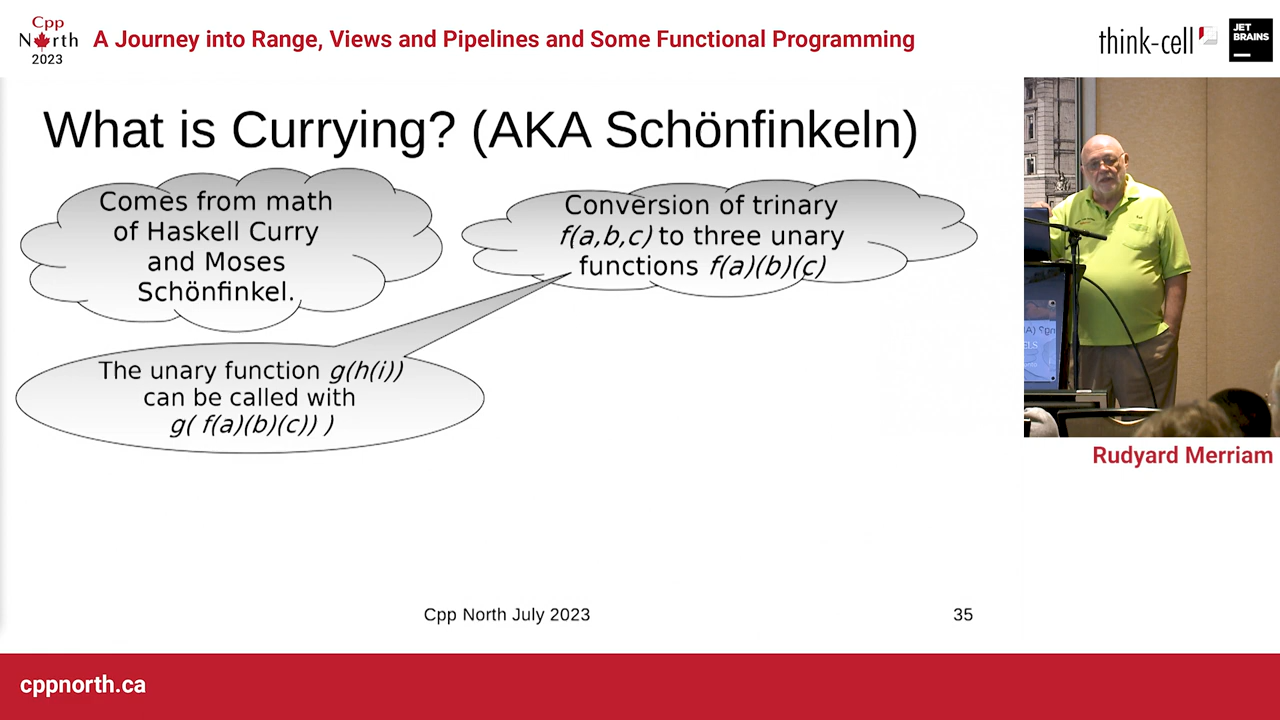 Cpp
North
2023
A Journey into Range, Views and Pipelines and Some Functional Programming
think-cell
JET
BRAINS
What is Currying? (AKA Schönfinkeln)
Comes from math
of Haskell Curry
and Moses
Schönfinkel.
Conversion of trinary
f(a,b,c) to three unary
functions f(a)(b)(c)
The unary function g(h(i))
can be called with
g( f(a)(b)(c)) )
Rudyard Merriam
Cpp North July 2023
35
cppnorth.ca